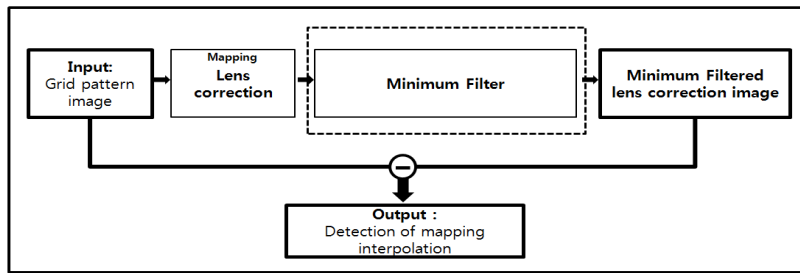 Input:
Grid pattern
image
Mapping
Lens
correction
Minimum Filter
Minimum Filtered
lens correction image
Output :
Detection of mapping
interpolation